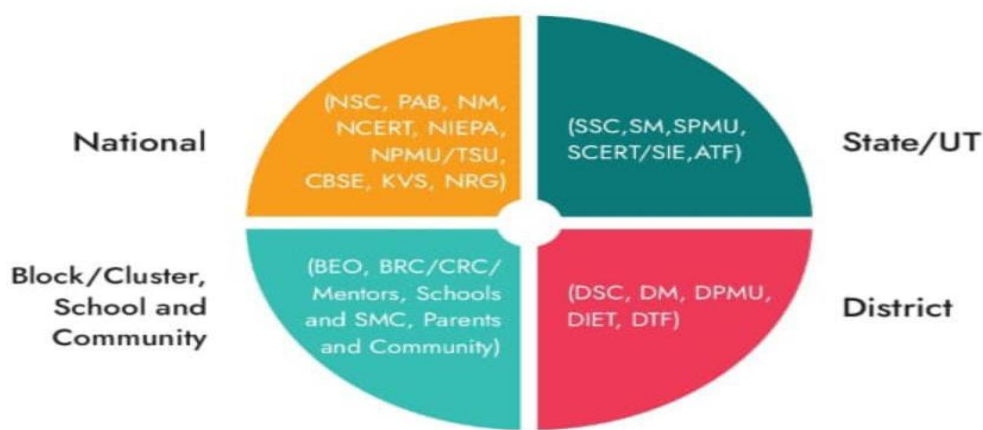 National
(NSC, PAB, NM,
NCERT, NIEPA,
NPMU/TSU,
CBSE, KVS, NRG)
(SSC,SM,SPMU,
SCERT/SIE,ATF)
State/UT
Block/Cluster,
School and
Community
(BEO, BRC/CRC/
Mentors, Schools
and SMC, Parents
and Community)
(DSC, DM, DPMU,
DIET, DTF)
District